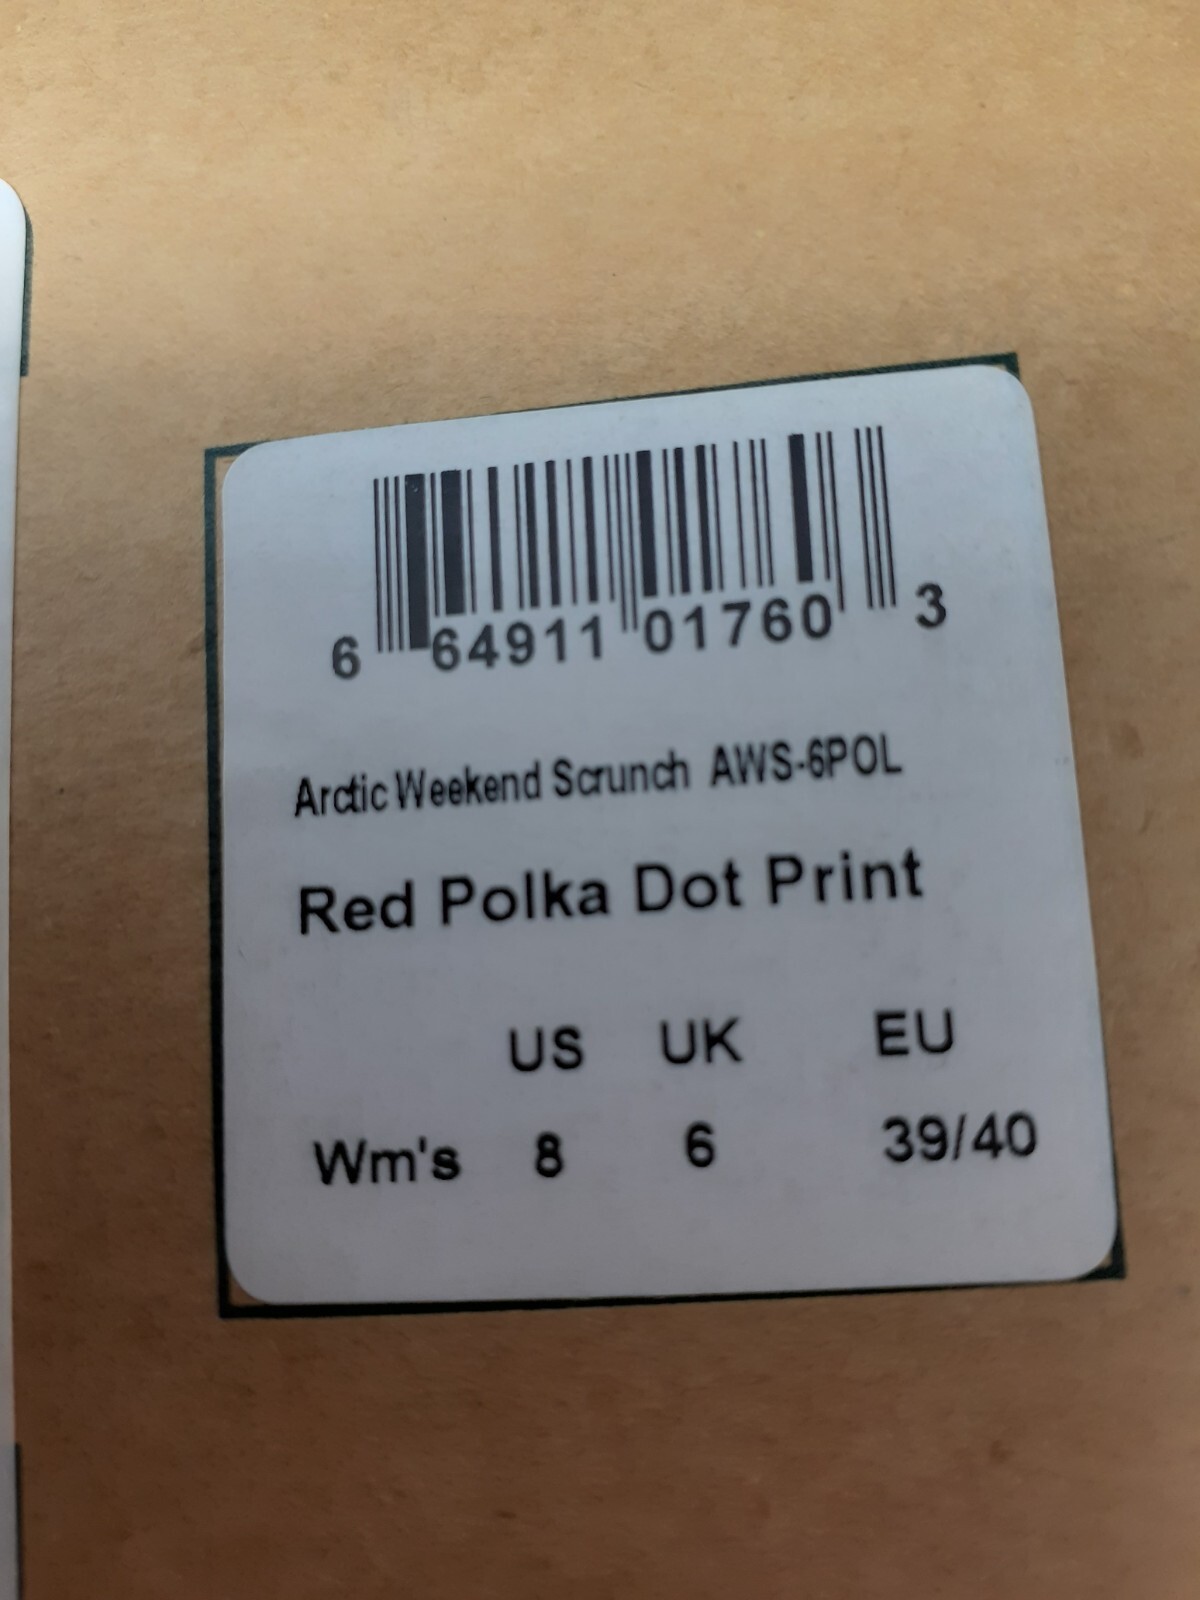 6 64911 01760 3
Arctic Weekend Scrunch AWS-6POL
Red Polka Dot Print
US UK EU
Wm's 8 6 39/40